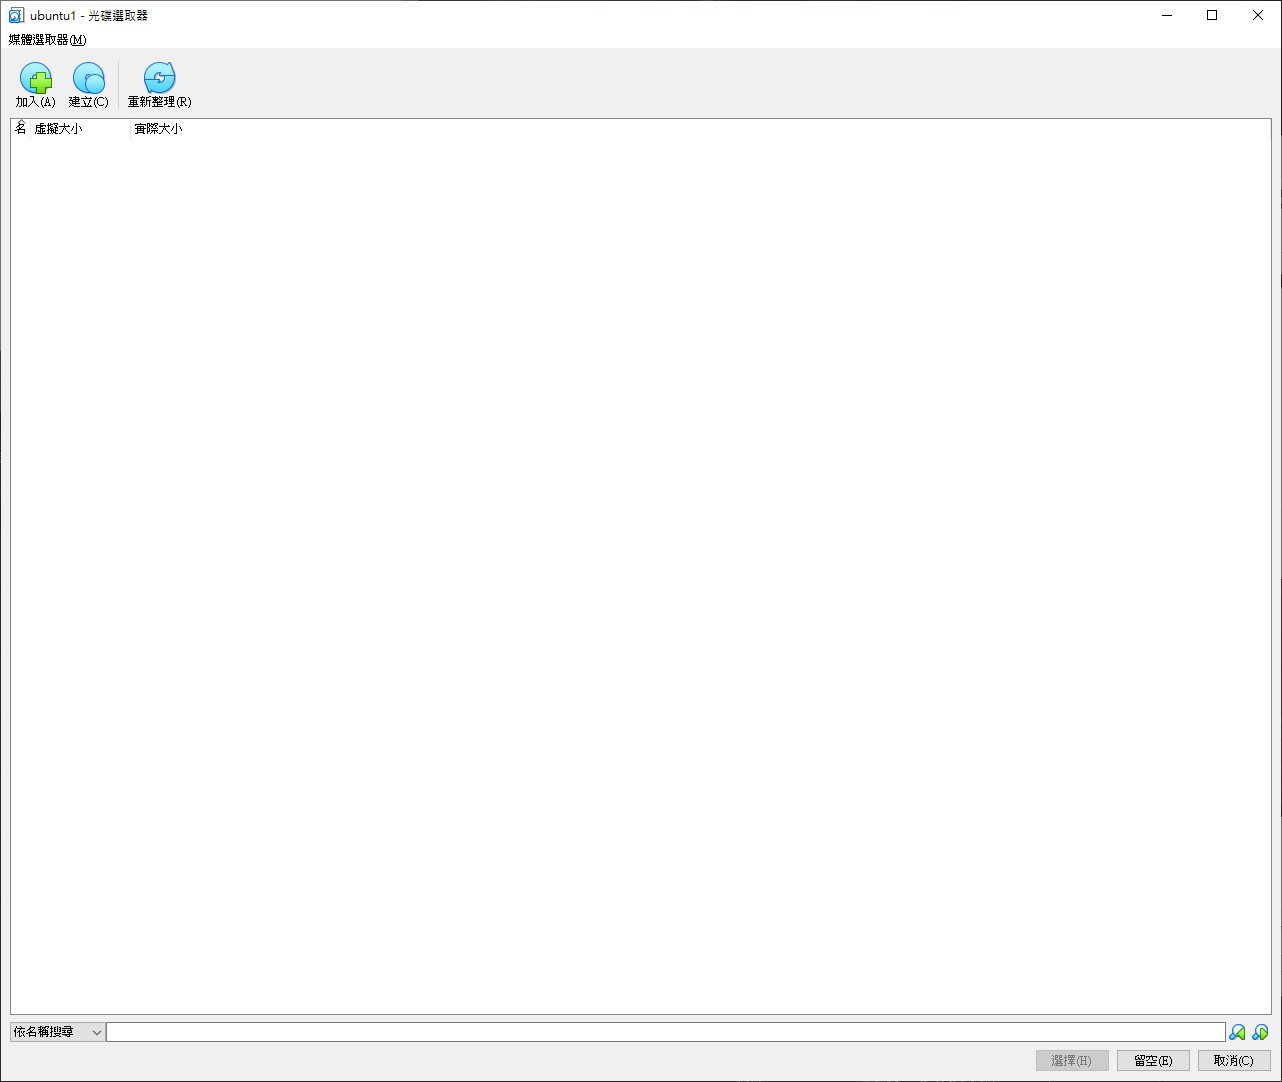 ubuntu1 - 光碟選取器
媒體選取器(M)
加入(A) 建立(C) 重新整理(R)
名 虛擬大小 實際大小
依名稱搜尋
選擇(H) 留空(E) 取消(C)